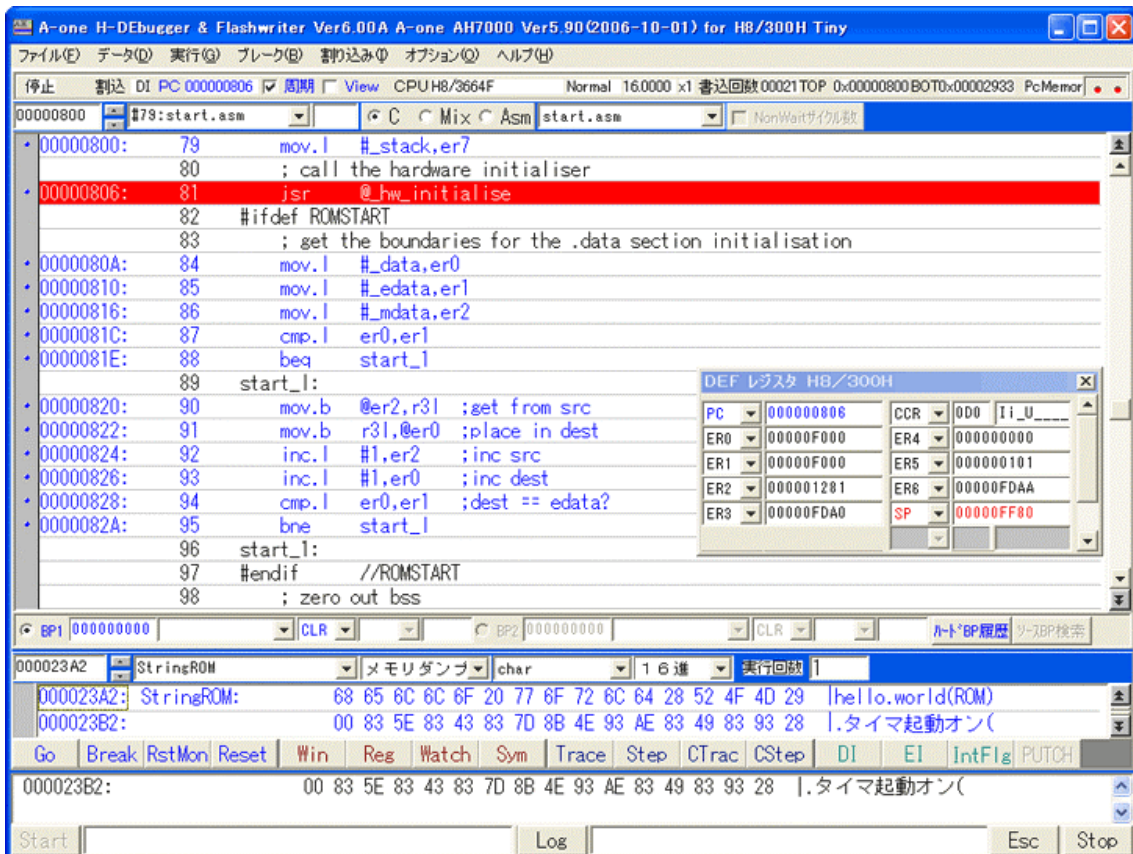 A-one H-DEbugger & Flashwriter Ver6.00A A-one AH7000 Ver5.90(2006-10-01) for H8/300H Tiny
ファイル(F) データ(D) 実行(G) ブレーク(B) 割り込み(I) オプション(O) ヘルプ(H)
停止 割込 DI PC 000000806 周期 View CPU H8/3664F Normal 16.0000 x1 書込回数00021TOP 0x00000800BOT0x00002933 PcMemor
00000800 #79:start.asm C Mix Asm start.asm NonWaitサイクル数
00000800: 79 mov.l #_stack,er7
80 ; call the hardware initialiser
00000806: 81 jsr @_hw_initialise
82 #ifdef ROMSTART
83 ; get the boundaries for the .data section initialisation
0000080A: 84 mov.l #_data,er0
00000810: 85 mov.l #_edata,er1
00000816: 86 mov.l #_mdata,er2
0000081C: 87 cmp.l er0,er1
0000081E: 88 beq start_1
89 start_l:
00000820: 90 mov.b @er2,r3l ;get from src
00000822: 91 mov.b r3l,@er0 ;place in dest
00000824: 92 inc.l #1,er2 ;inc src
00000826: 93 inc.l #1,er0 ;inc dest
00000828: 94 cmp.l er0,er1 ;dest == edata?
0000082A: 95 bne start_l
96 start_1:
97 #endif //ROMSTART
98 ; zero out bss
DEF レジスタ H8/300H
PC 000000806 CCR 0D0 Ii_U____
ER0 00000F000 ER4 000000000
ER1 00000F000 ER5 000000101
ER2 000001281 ER6 00000FDAA
ER3 00000FDA0 SP 00000FF80
BP1 000000000 CLR BP2 000000000 CLR ハードBP履歴 ソースBP検索
000023A2 StringROM メモリダンプ char 16進 実行回数 1
000023A2: StringROM: 68 65 6C 6C 6F 20 77 6F 72 6C 64 28 52 4F 4D 29 |hello.world(ROM)
000023B2: 00 83 5E 83 43 83 7D 8B 4E 93 AE 83 49 83 93 28 |.タイマ起動オン(
Go Break RstMon Reset Win Reg Watch Sym Trace Step CTrac CStep DI EI IntFlg PUTCH
000023B2: 00 83 5E 83 43 83 7D 8B 4E 93 AE 83 49 83 93 28 |.タイマ起動オン(
Start Log Esc Stop